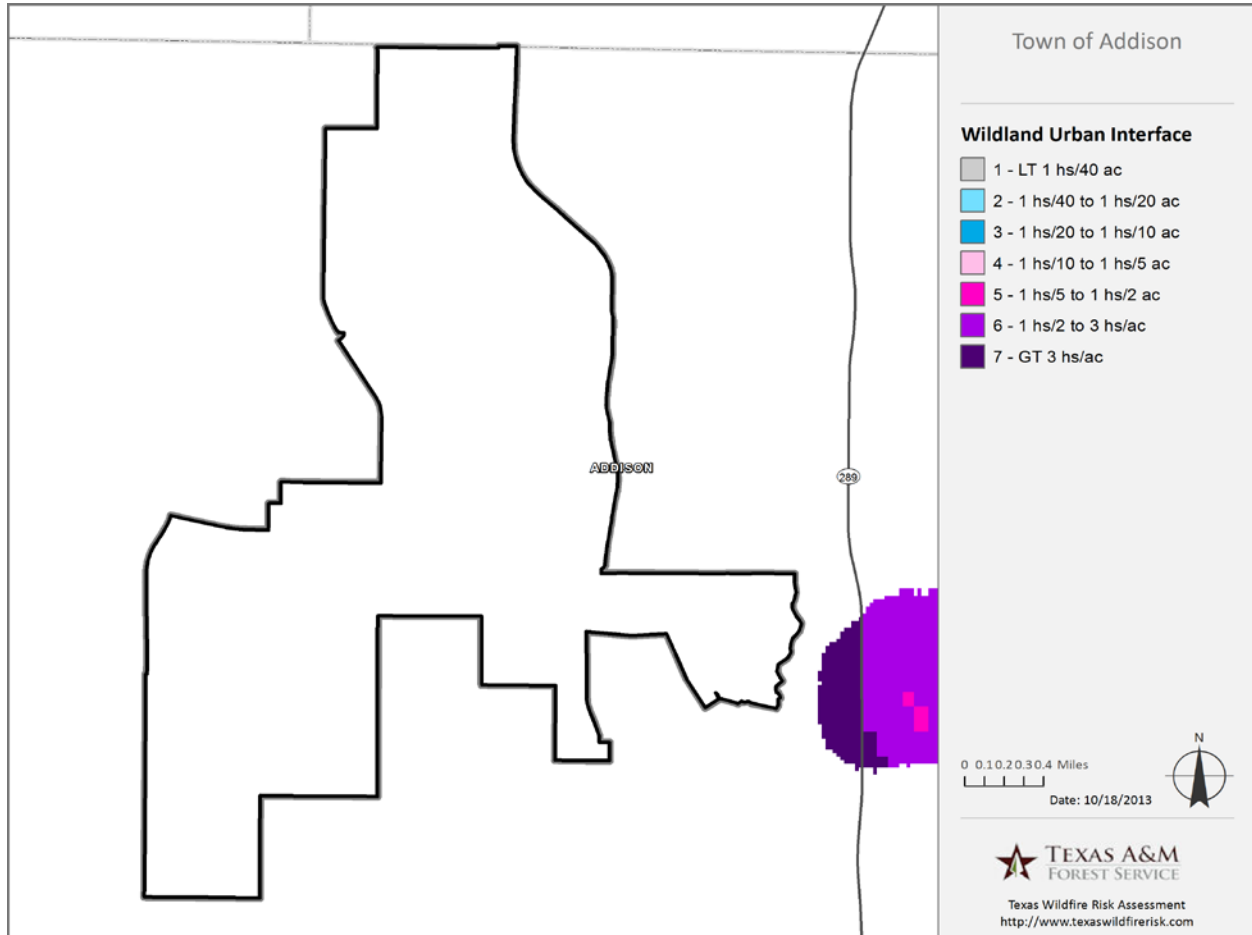 Town of Addison
Wildland Urban Interface
1 - LT 1 hs/40 ac
2 - 1 hs/40 to 1 hs/20 ac
3 - 1 hs/20 to 1 hs/10 ac
4 - 1 hs/10 to 1 hs/5 ac
5 - 1 hs/5 to 1 hs/2 ac
6 - 1 hs/2 to 3 hs/ac
7 - GT 3 hs/ac
ADDISON
289
N
0 0.10.20.30.4 Miles
Date: 10/18/2013
TEXAS A&M
FOREST SERVICE
Texas Wildfire Risk Assessment
http://www.texaswildfirerisk.com